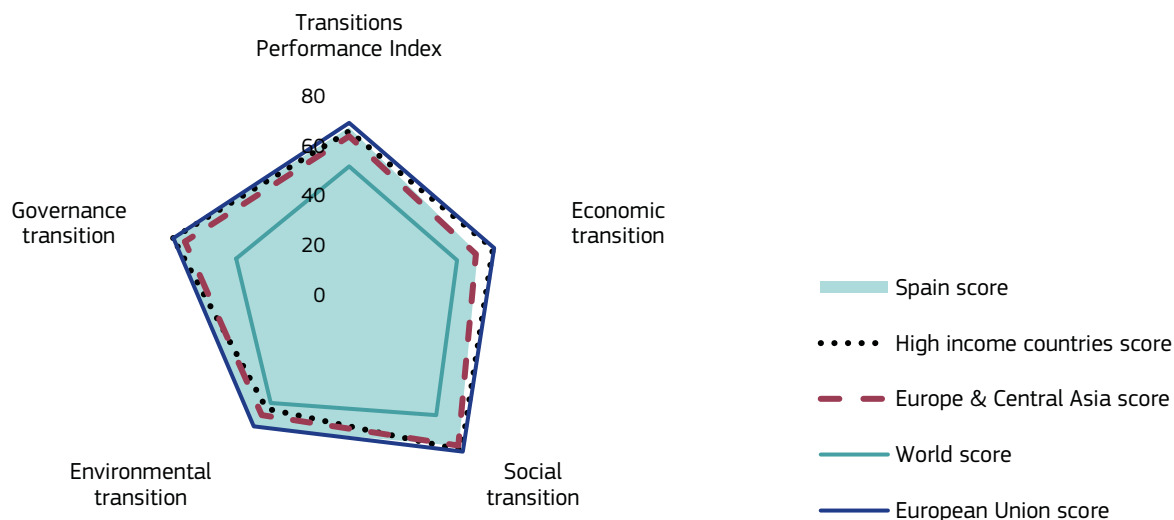 Transitions
Performance Index
80
60
40
20
0
Governance
transition
Economic
transition
Environmental
transition
Social
transition
Spain score
High income countries score
Europe & Central Asia score
World score
European Union score